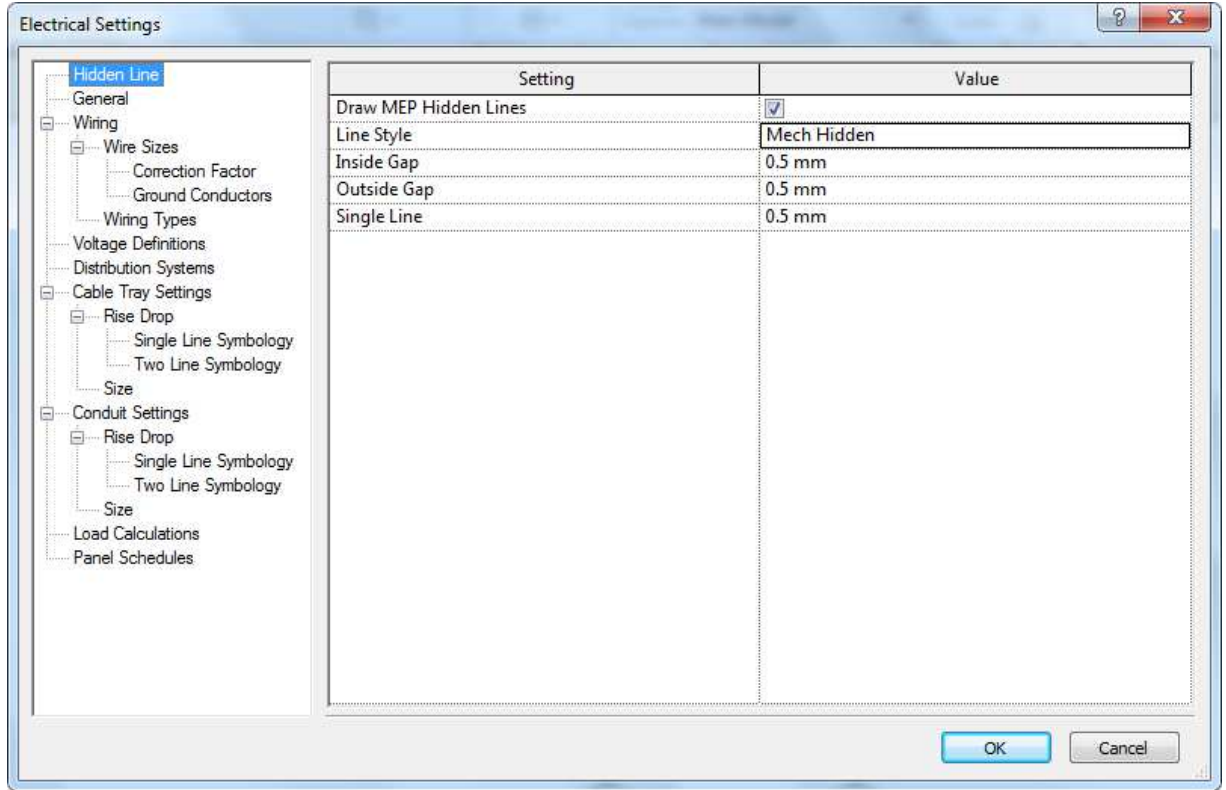 Electrical Settings
?
Hidden Line
General
Wiring
Wire Sizes
Correction Factor
Ground Conductors
Wiring Types
Voltage Definitions
Distribution Systems
Cable Tray Settings
Rise Drop
Single Line Symbology
Two Line Symbology
Size
Conduit Settings
Rise Drop
Single Line Symbology
Two Line Symbology
Size
Load Calculations
Panel Schedules
Setting Value
Draw MEP Hidden Lines
Line Style Mech Hidden
Inside Gap 0.5 mm
Outside Gap 0.5 mm
Single Line 0.5 mm
OK Cancel